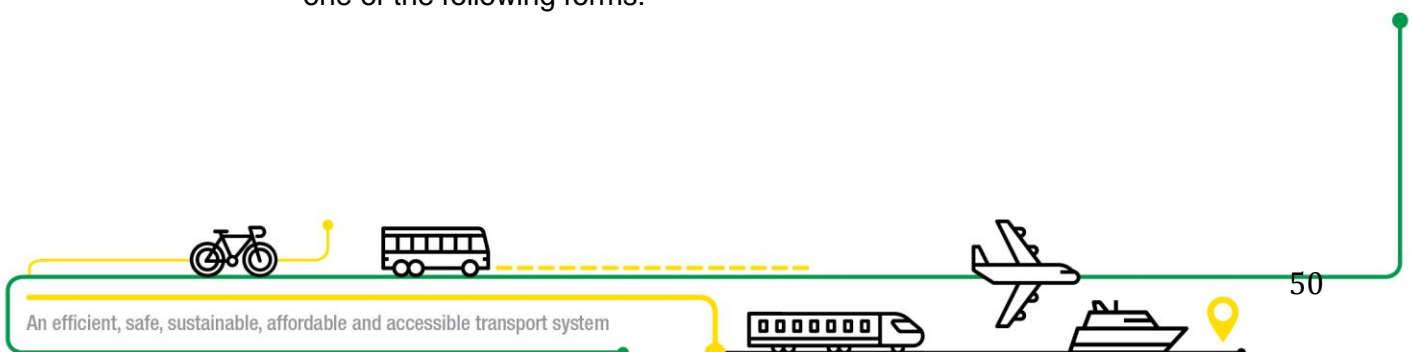 one of the following forms:
50
An efficient, safe, sustainable, affordable and accessible transport system